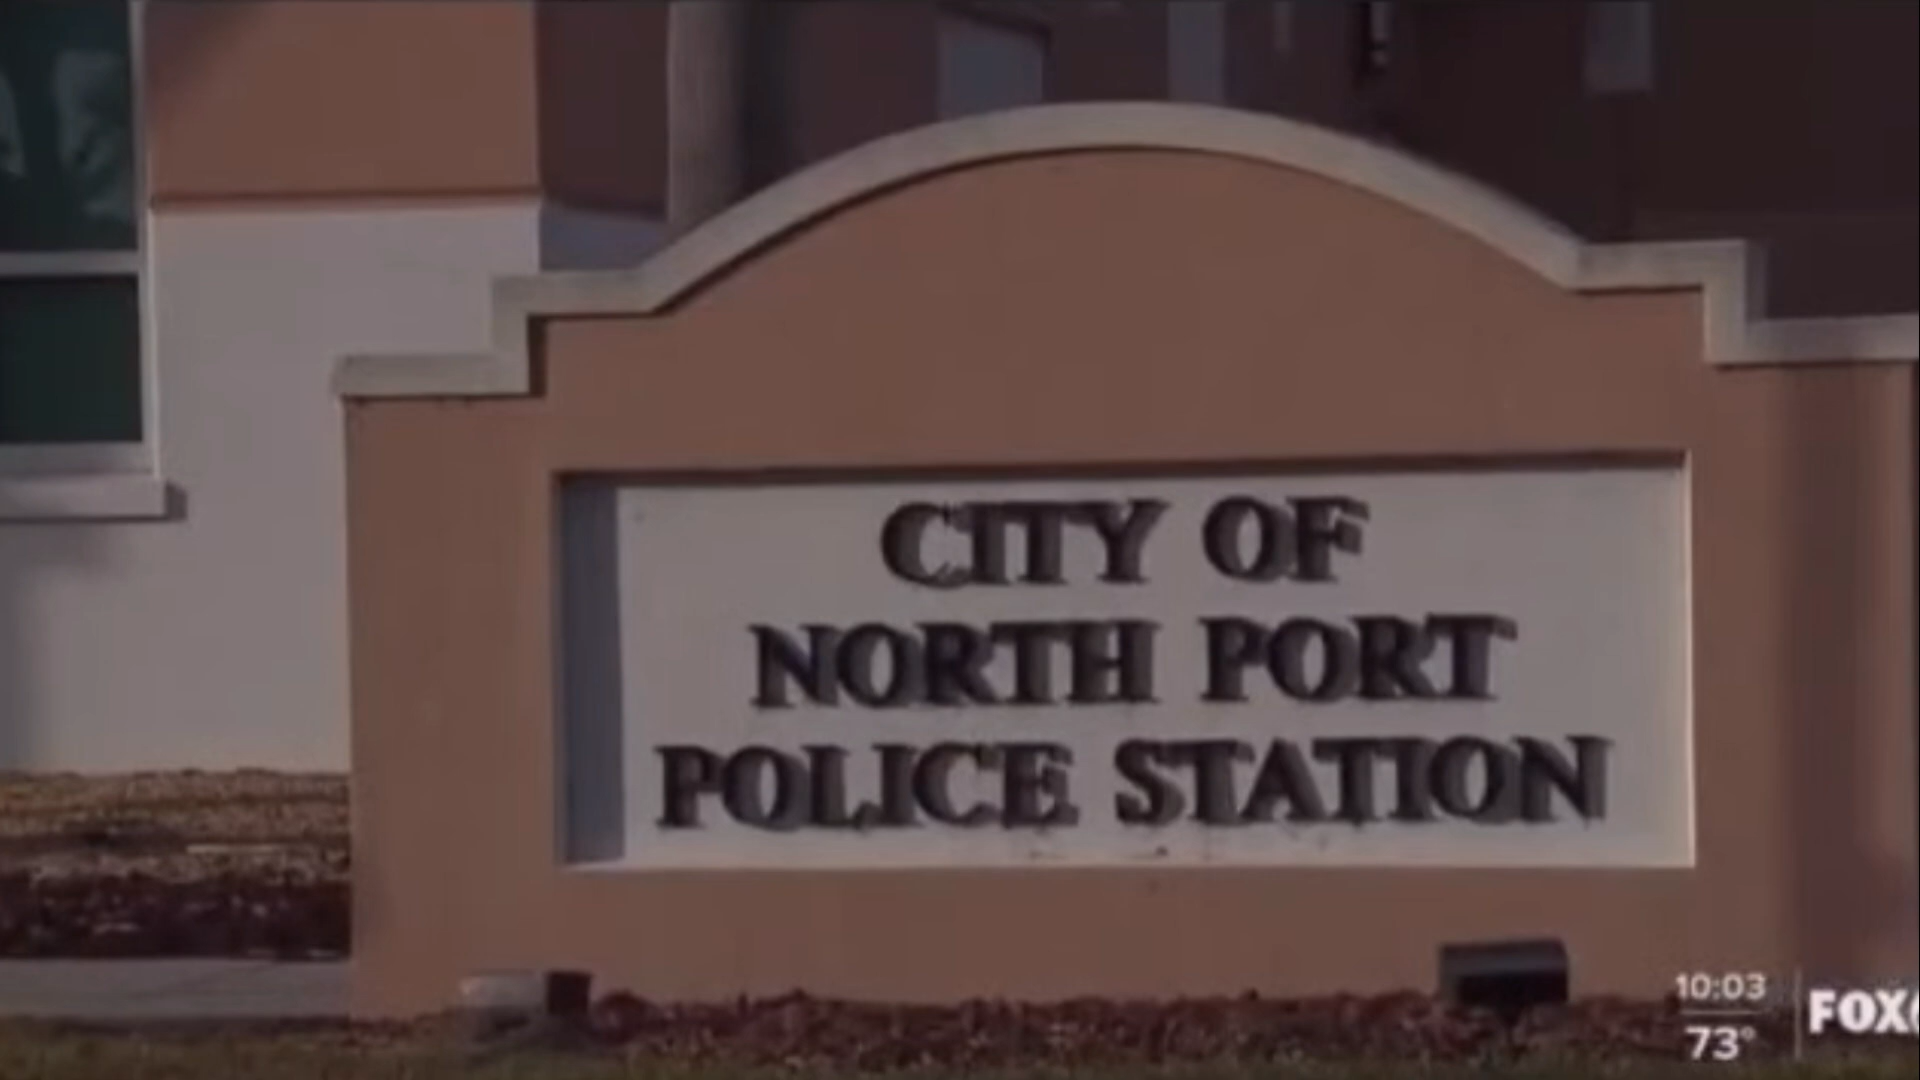 CITY OF
NORTH PORT
POLICE STATION
10:03
73°
FOX